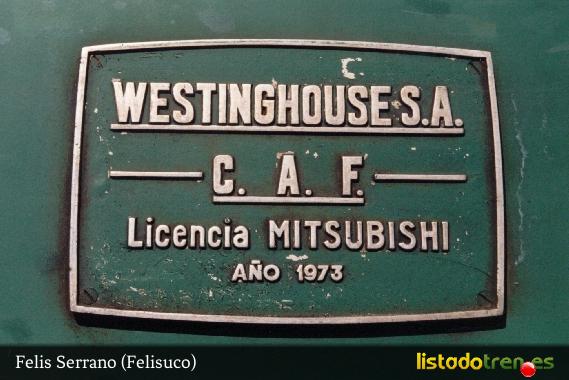 WESTINGHOUSE S.A.
C. A. F.
Licencia MITSUBISHI
AÑO 1973
Felis Serrano (Felisuco)
listadotren.es